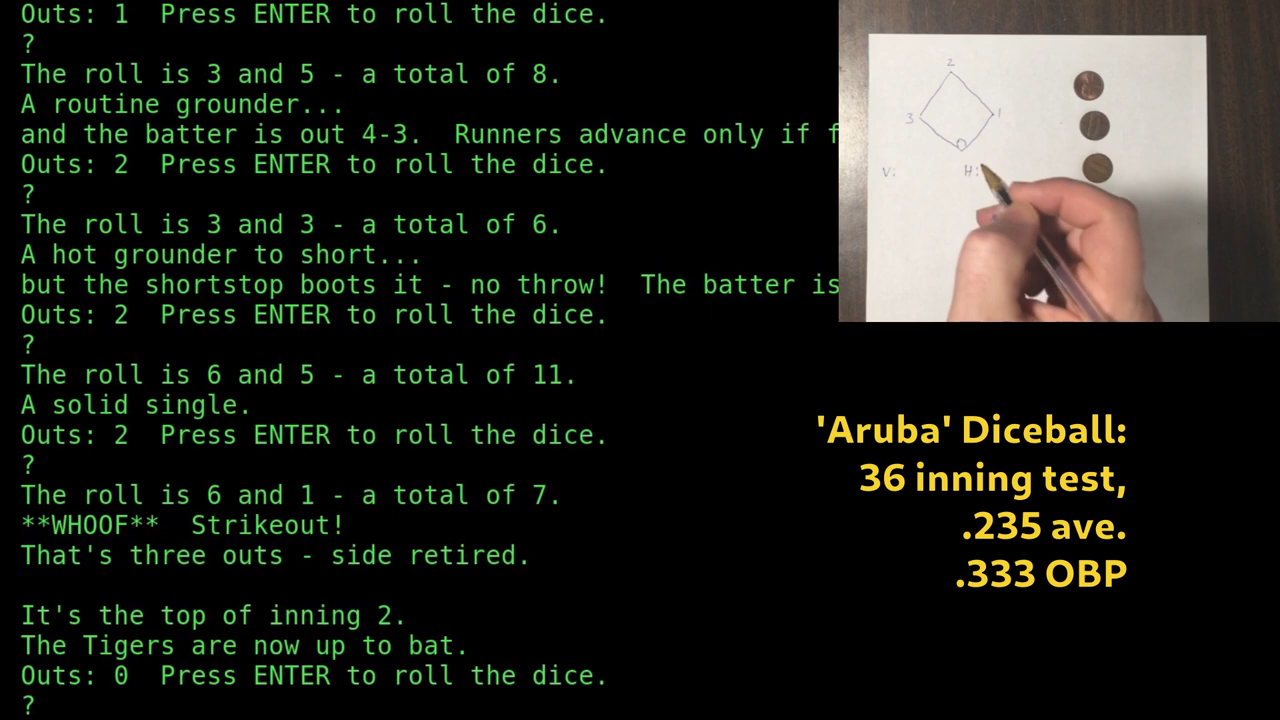 Outs: 1  Press ENTER to roll the dice.
?
The roll is 3 and 5 - a total of 8.
A routine grounder...
and the batter is out 4-3.  Runners advance only if f
Outs: 2  Press ENTER to roll the dice.
?
The roll is 3 and 3 - a total of 6.
A hot grounder to short...
but the shortstop boots it - no throw!  The batter is
Outs: 2  Press ENTER to roll the dice.
?
The roll is 6 and 5 - a total of 11.
A solid single.
Outs: 2  Press ENTER to roll the dice.
?
The roll is 6 and 1 - a total of 7.
**WHOOF**  Strikeout!
That's three outs - side retired.
It's the top of inning 2.
The Tigers are now up to bat.
Outs: 0  Press ENTER to roll the dice.
?
2
3 1
V: H:
'Aruba' Diceball:
36 inning test,
.235 ave.
.333 OBP